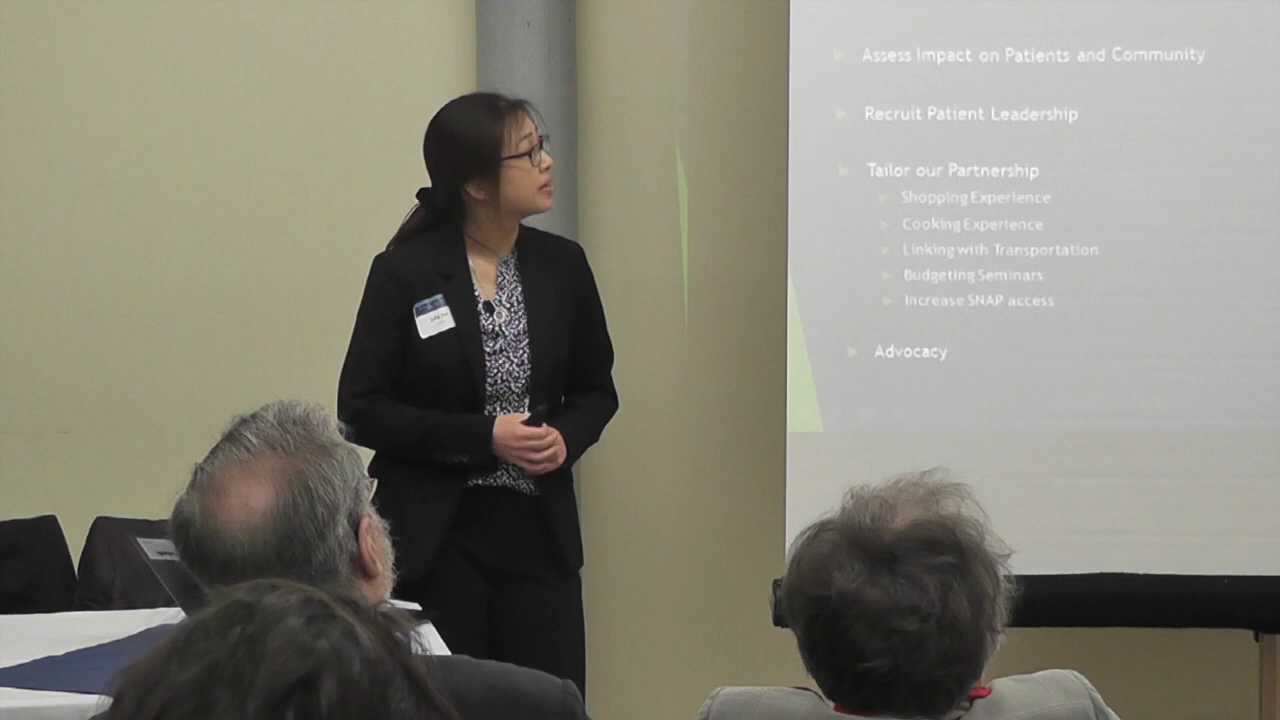 Assess Impact on Patients and Community
Recruit Patient Leadership
Tailor our Partnership
Shopping Experience
Cooking Experience
Linking with Transportation
Budgeting Seminars
Increase SNAP access
Advocacy